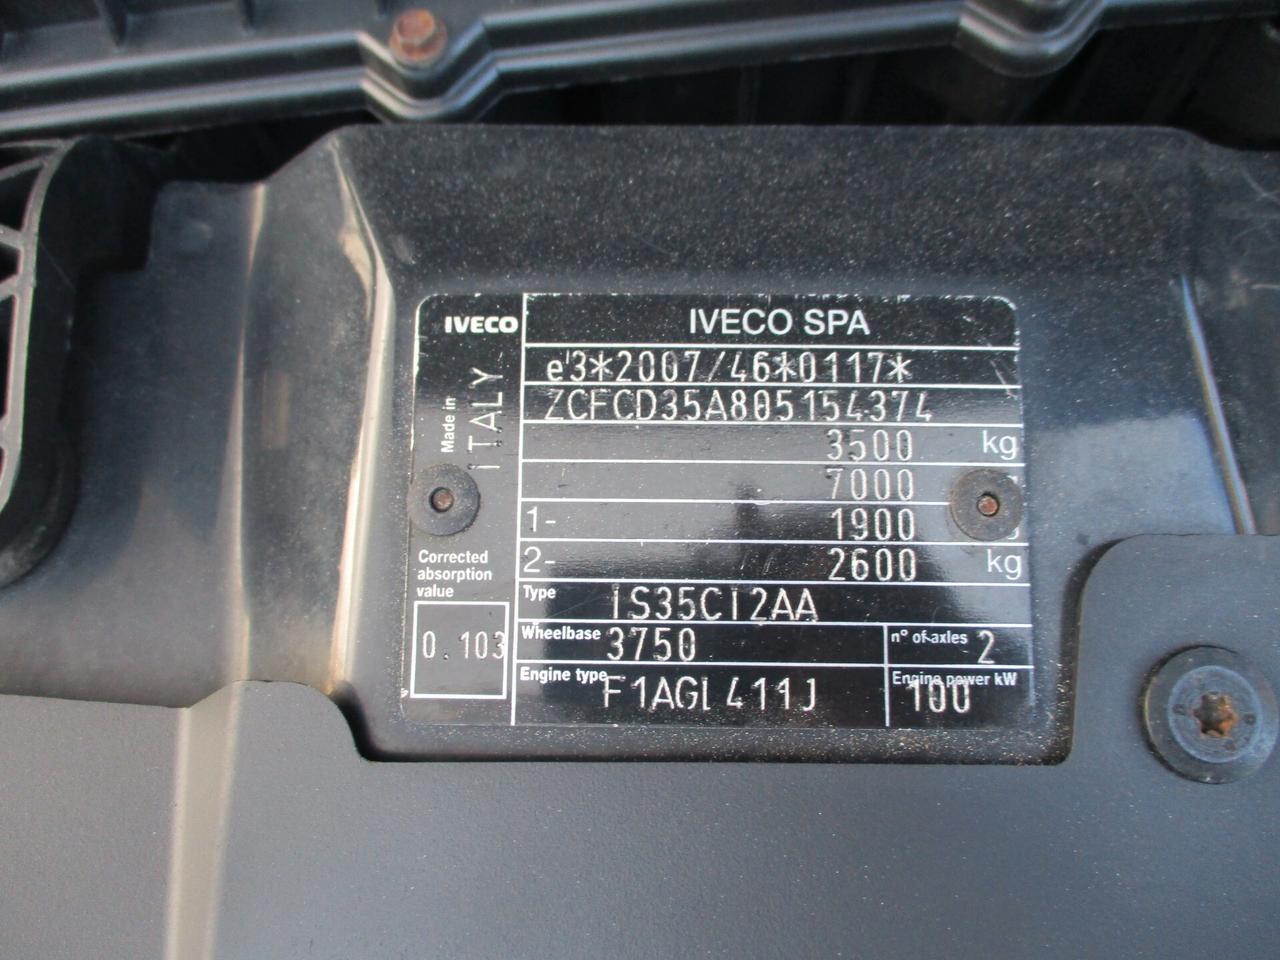 IVECO
IVECO SPA
Made in
ITALY
e3*2007/46*0117*
ZCFCD35A805154374
3500 kg
7000
1- 1900
2- 2600 kg
Corrected
absorption
value
0.103
Type IS35CI2AA
Wheelbase 3750
n° of axles 2
Engine type F1AGL411J
Engine power kW 100